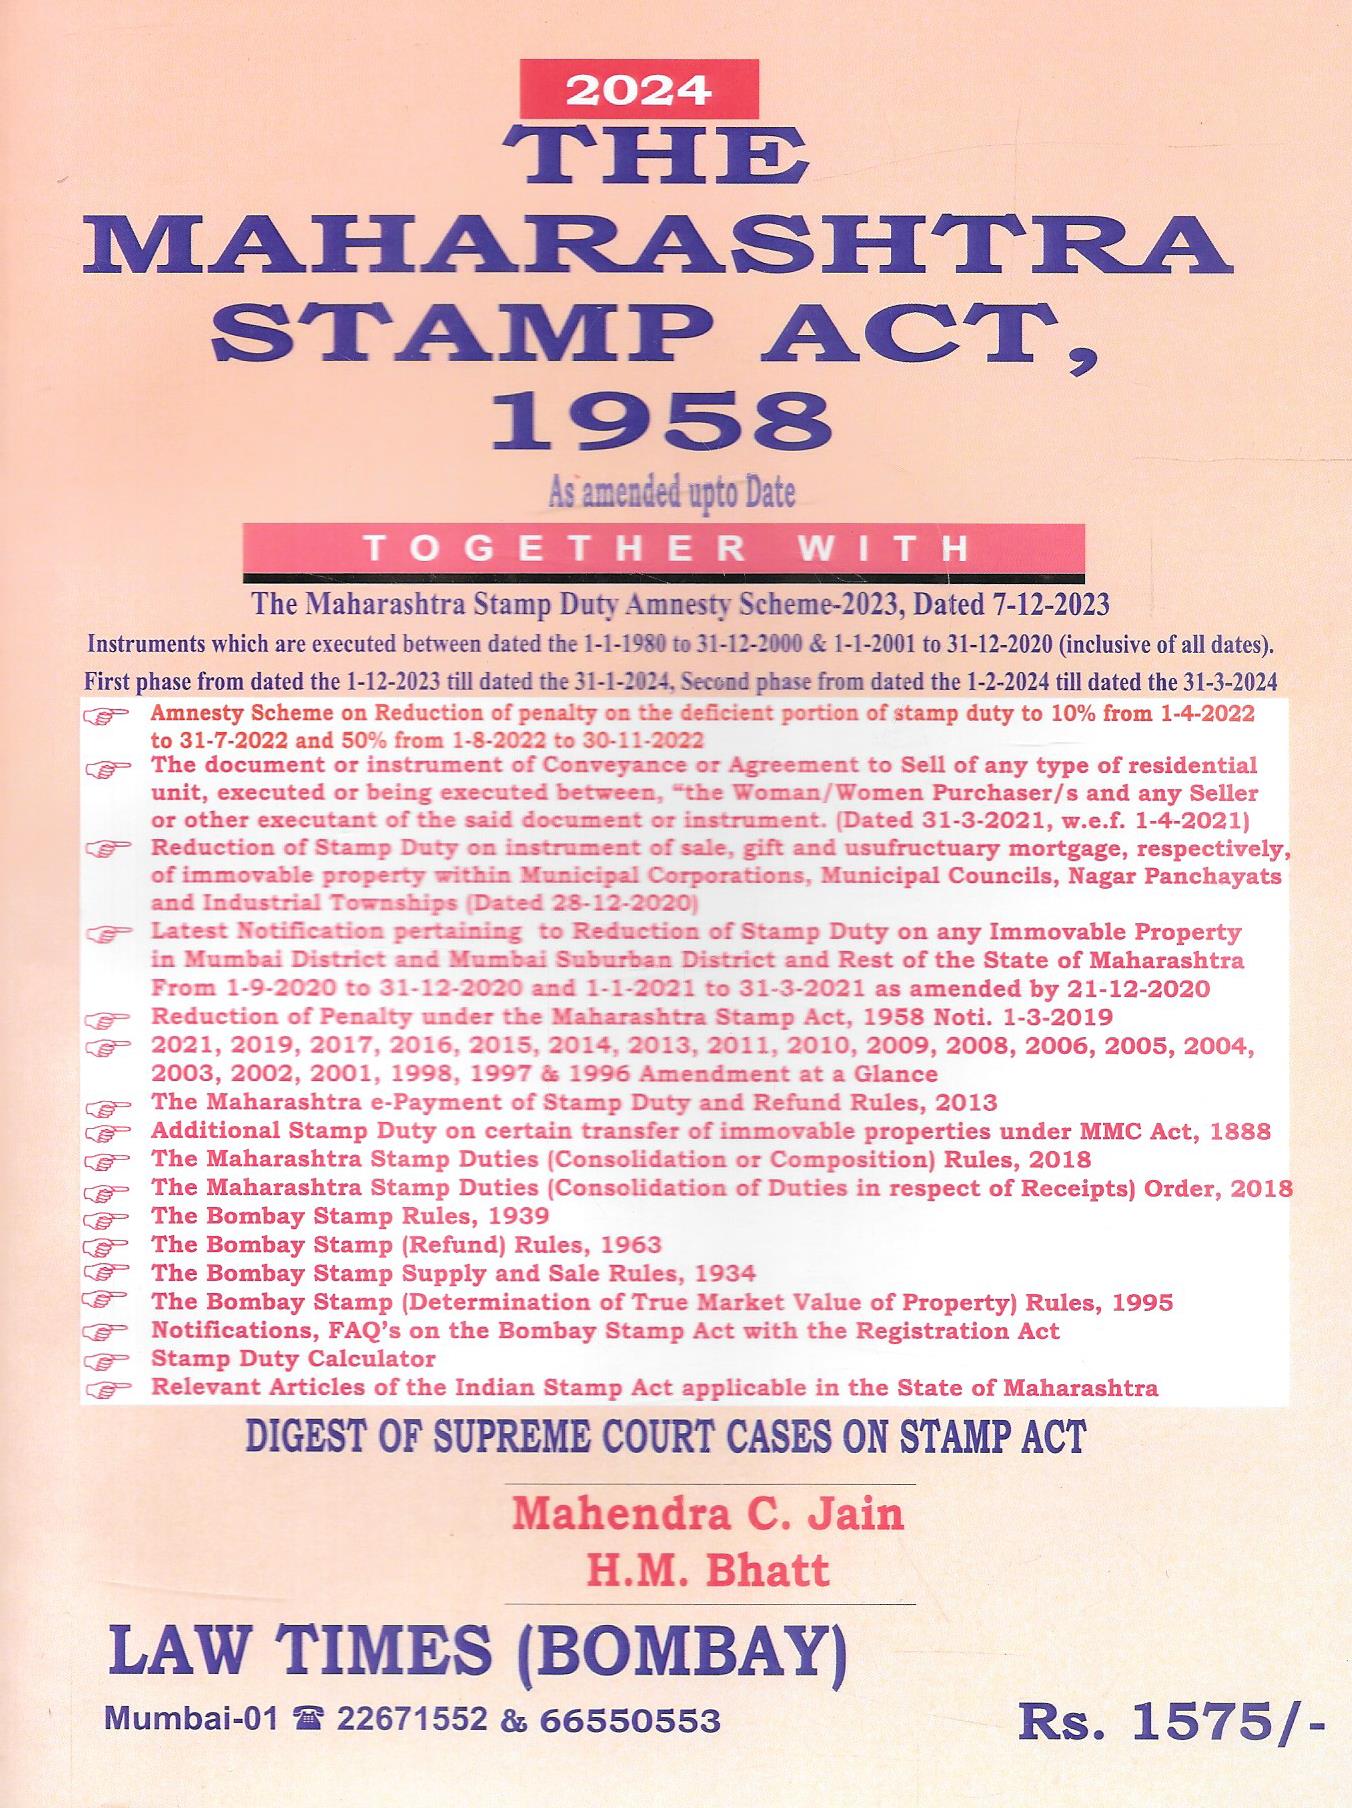 2024
THE
MAHARASHTRA
STAMP ACT,
1958
As amended upto Date
TOGETHER WITH
The Maharashtra Stamp Duty Amnesty Scheme-2023, Dated 7-12-2023
Instruments which are executed between dated the 1-1-1980 to 31-12-2000 & 1-1-2001 to 31-12-2020 (inclusive of all dates).
First phase from dated the 1-12-2023 till dated the 31-1-2024, Second phase from dated the 1-2-2024 till dated the 31-3-2024
Amnesty Scheme on Reduction of penalty on the deficient portion of stamp duty to 10% from 1-4-2022
to 31-7-2022 and 50% from 1-8-2022 to 30-11-2022
The document or instrument of Conveyance or Agreement to Sell of any type of residential
unit, executed or being executed between, “the Woman/Women Purchaser/s and any Seller
or other executant of the said document or instrument. (Dated 31-3-2021, w.e.f. 1-4-2021)
Reduction of Stamp Duty on instrument of sale, gift and usufructuary mortgage, respectively,
of immovable property within Municipal Corporations, Municipal Councils, Nagar Panchayats
and Industrial Townships (Dated 28-12-2020)
Latest Notification pertaining to Reduction of Stamp Duty on any Immovable Property
in Mumbai District and Mumbai Suburban District and Rest of the State of Maharashtra
From 1-9-2020 to 31-12-2020 and 1-1-2021 to 31-3-2021 as amended by 21-12-2020
Reduction of Penalty under the Maharashtra Stamp Act, 1958 Noti. 1-3-2019
2021, 2019, 2017, 2016, 2015, 2014, 2013, 2011, 2010, 2009, 2008, 2006, 2005, 2004,
2003, 2002, 2001, 1998, 1997 & 1996 Amendment at a Glance
The Maharashtra e-Payment of Stamp Duty and Refund Rules, 2013
Additional Stamp Duty on certain transfer of immovable properties under MMC Act, 1888
The Maharashtra Stamp Duties (Consolidation or Composition) Rules, 2018
The Maharashtra Stamp Duties (Consolidation of Duties in respect of Receipts) Order, 2018
The Bombay Stamp Rules, 1939
The Bombay Stamp (Refund) Rules, 1963
The Bombay Stamp Supply and Sale Rules, 1934
The Bombay Stamp (Determination of True Market Value of Property) Rules, 1995
Notifications, FAQ’s on the Bombay Stamp Act with the Registration Act
Stamp Duty Calculator
Relevant Articles of the Indian Stamp Act applicable in the State of Maharashtra
DIGEST OF SUPREME COURT CASES ON STAMP ACT
Mahendra C. Jain
H.M. Bhatt
LAW TIMES (BOMBAY)
Mumbai-01 ☎ 22671552 & 66550553
Rs. 1575/-